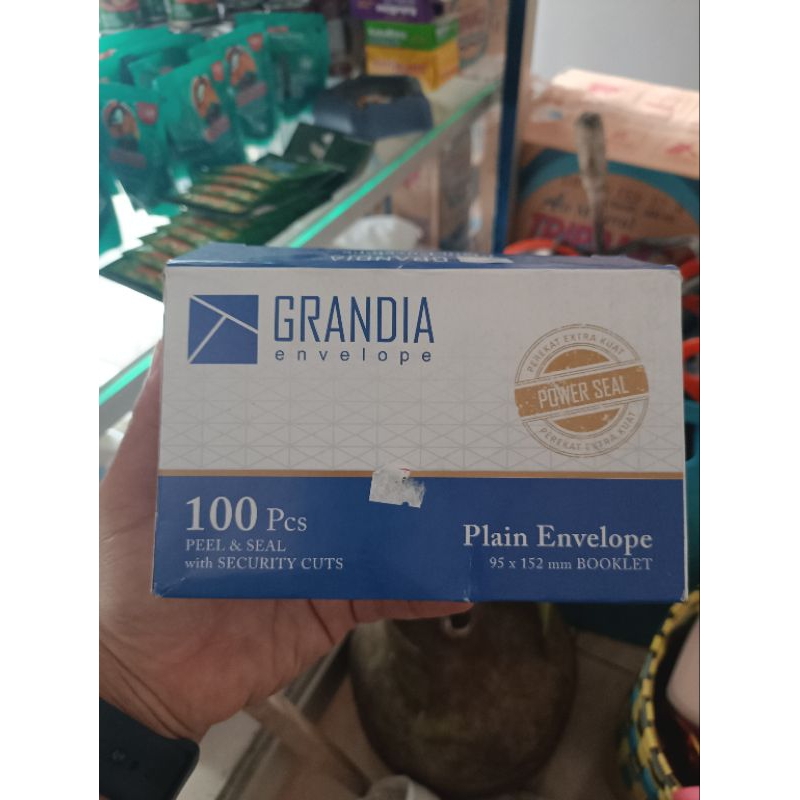 GRANDIA
GRANDIA
envelope
PEREKAT EXTRA KUAT
POWER SEAL
PEREKAT EXTRA KUAT
100 Pcs
PEEL & SEAL
with SECURITY CUTS
Plain Envelope
95 x 152 mm BOOKLET